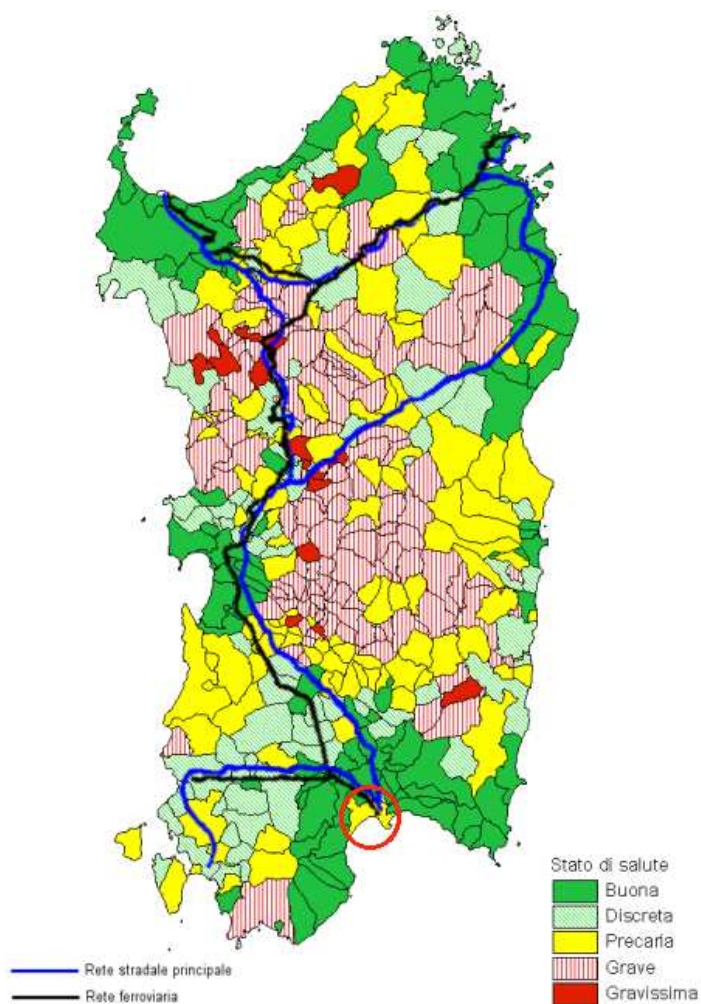 Stato di salute
Buona
Discreta
Precaria
Grave
Gravissima
Rete stradale principale
Rete ferroviaria